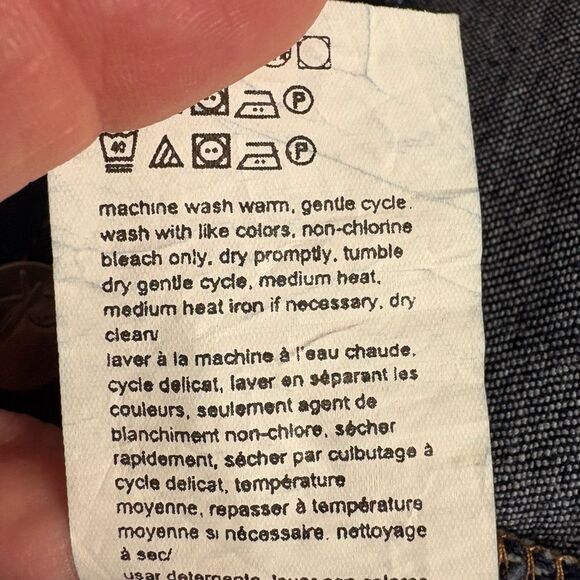 P
40 P
machine wash warm, gentle cycle.
wash with like colors, non-chlorine
bleach only, dry promptly, tumble
dry gentle cycle, medium heat.
medium heat iron if necessary, dry
clean/
laver à la machine à l'eau chaude.
cycle delicat, laver en séparant les
couleurs, seulement agent de
blanchiment non-chlore, sécher
rapidement, sécher par culbutage à
cycle delicat, température
moyenne, repasser à température
moyenne si nécessaire. nettoyage
à sec/
usar detergente,